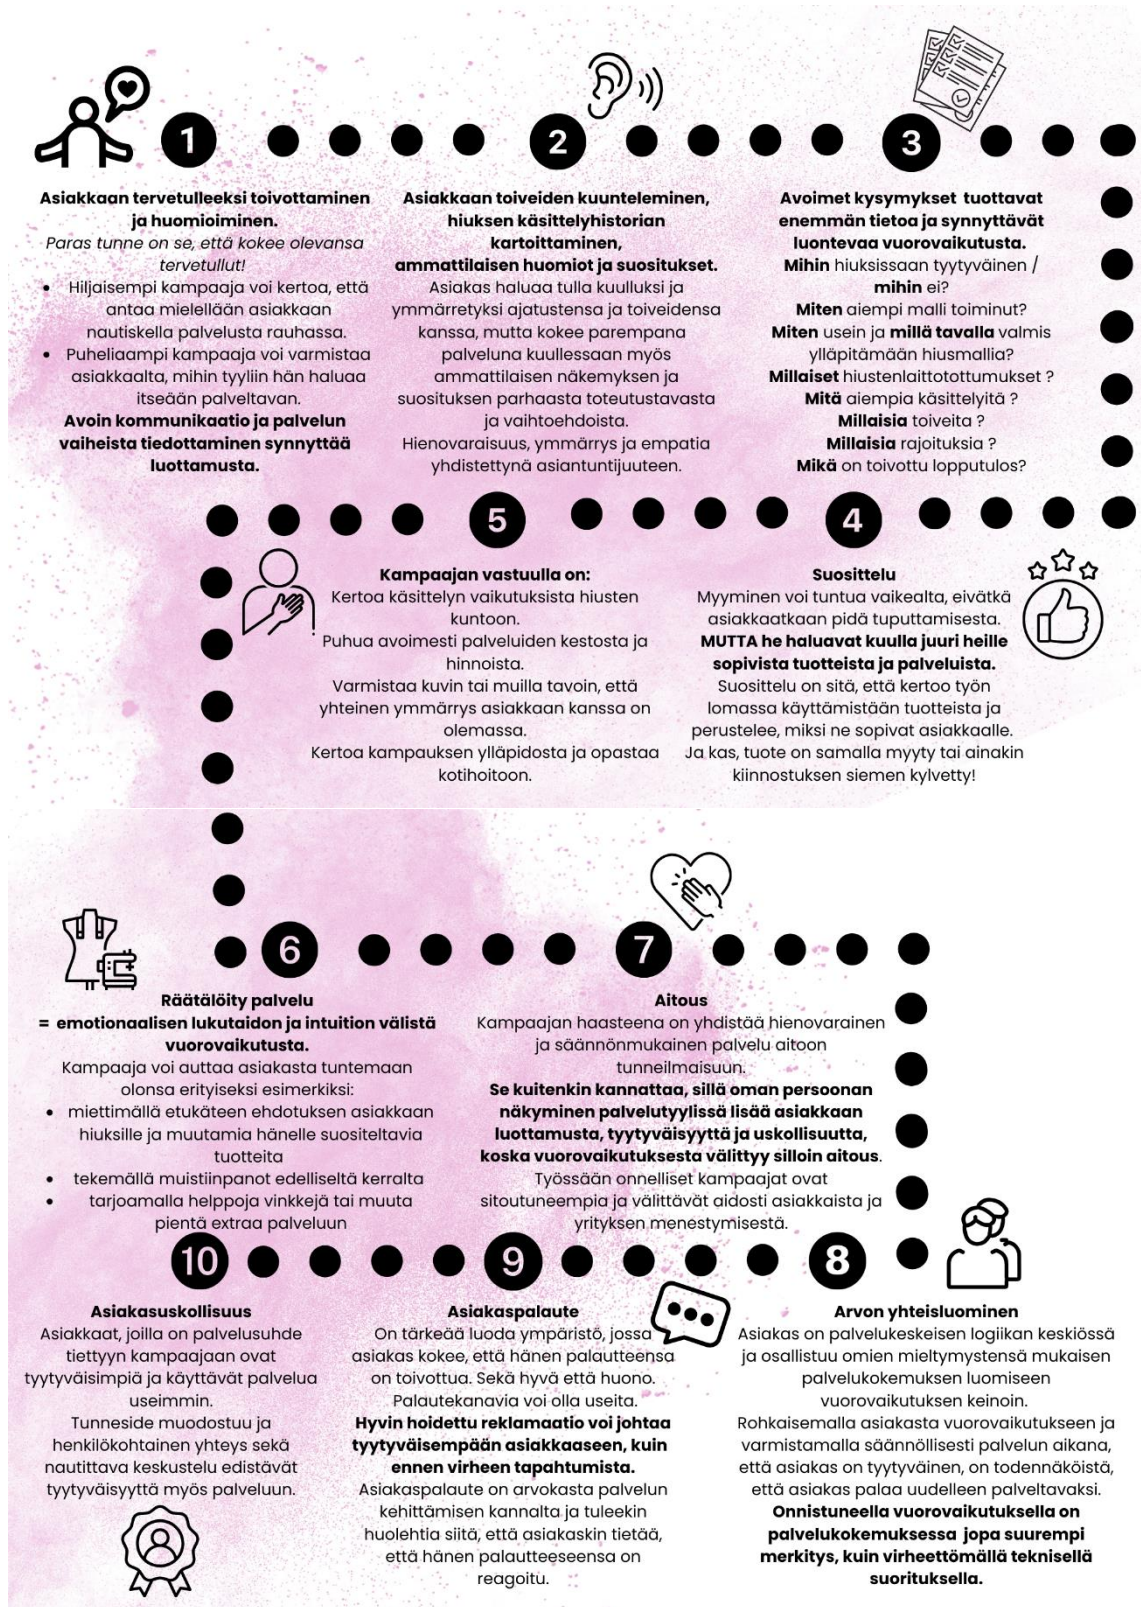 1
Asiakkaan tervetulleeksi toivottaminen
ja huomioiminen.
Paras tunne on se, että kokee olevansa
tervetullut!
• Hiljaisempi kampaaja voi kertoa, että
antaa mielellään asiakkaan
nautiskella palvelusta rauhassa.
• Puheliaampi kampaaja voi varmistaa
asiakkaalta, mihin tyyliin hän haluaa
itseään palveltavan.
Avoin kommunikaatio ja palvelun
vaiheista tiedottaminen synnyttää
luottamusta.
2
Asiakkaan toiveiden kuunteleminen,
hiuksen käsittelyhistorian
kartoittaminen,
ammattilaisen huomiot ja suositukset.
Asiakas haluaa tulla kuulluksi ja
ymmärretyksi ajatustensa ja toiveidensa
kanssa, mutta kokee parempana
palveluna kuullessaan myös
ammattilaisen näkemyksen ja
suosituksen parhaasta toteutustavasta
ja vaihtoehdoista.
Hienovaraisuus, ymmärrys ja empatia
yhdistettynä asiantuntijuuteen.
3
Avoimet kysymykset tuottavat
enemmän tietoa ja synnyttävät
luontevaa vuorovaikutusta.
Mihin hiuksissaan tyytyväinen /
mihin ei?
Miten aiempi malli toiminut?
Miten usein ja millä tavalla valmis
ylläpitämään hiusmallia?
Millaiset hiustenlaittotottumukset ?
Mitä aiempia käsittelyitä ?
Millaisia toiveita ?
Millaisia rajoituksia ?
Mikä on toivottu lopputulos?
4
Suosittelu
Myyminen voi tuntua vaikealta, eivätkä
asiakkaatkaan pidä tuputtamisesta.
MUTTA he haluavat kuulla juuri heille
sopivista tuotteista ja palveluista.
Suosittelu on sitä, että kertoo työn
lomassa käyttämistään tuotteista ja
perustelee, miksi ne sopivat asiakkaalle.
Ja kas, tuote on samalla myyty tai ainakin
kiinnostuksen siemen kylvetty!
5
Kampaajan vastuulla on:
Kertoa käsittelyn vaikutuksista hiusten
kuntoon.
Puhua avoimesti palveluiden kestosta ja
hinnoista.
Varmistaa kuvin tai muilla tavoin, että
yhteinen ymmärrys asiakkaan kanssa on
olemassa.
Kertoa kampauksen ylläpidosta ja opastaa
kotihoitoon.
6
Räätälöity palvelu
= emotionaalisen lukutaidon ja intuition välistä
vuorovaikutusta.
Kampaaja voi auttaa asiakasta tuntemaan
olonsa erityiseksi esimerkiksi:
• miettimällä etukäteen ehdotuksen asiakkaan
hiuksille ja muutamia hänelle suositeltavia
tuotteita
• tekemällä muistiinpanot edelliseltä kerralta
• tarjoamalla helppoja vinkkejä tai muuta
pientä extraa palveluun
7
Aitous
Kampaajan haasteena on yhdistää hienovarainen
ja säännönmukainen palvelu aitoon
tunneilmaisuun.
Se kuitenkin kannattaa, sillä oman persoonan
näkyminen palvelutyylissä lisää asiakkaan
luottamusta, tyytyväisyyttä ja uskollisuutta,
koska vuorovaikutuksesta välittyy silloin aitous.
Työssään onnelliset kampaajat ovat
sitoutuneempia ja välittävät aidosti asiakkaista ja
yrityksen menestymisestä.
8
Arvon yhteisluominen
Asiakas on palvelukeskeisen logiikan keskiössä
ja osallistuu omien mieltymystensä mukaisen
palvelukokemuksen luomiseen
vuorovaikutuksen keinoin.
Rohkaisemalla asiakasta vuorovaikutukseen ja
varmistamalla säännöllisesti palvelun aikana,
että asiakas on tyytyväinen, on todennäköistä,
että asiakas palaa uudelleen palveltavaksi.
Onnistuneella vuorovaikutuksella on
palvelukokemuksessa jopa suurempi
merkitys, kuin virheettömällä teknisellä
suorituksella.
9
Asiakaspalaute
On tärkeää luoda ympäristö, jossa
asiakas kokee, että hänen palautteensa
on toivottua. Sekä hyvä että huono.
Palautekanavia voi olla useita.
Hyvin hoidettu reklamaatio voi johtaa
tyytyväisempään asiakkaaseen, kuin
ennen virheen tapahtumista.
Asiakaspalaute on arvokasta palvelun
kehittämisen kannalta ja tuleekin
huolehtia siitä, että asiakaskin tietää,
että hänen palautteeseensa on
reagoitu.
10
Asiakasuskollisuus
Asiakkaat, joilla on palvelusuhde
tiettyyn kampaajaan ovat
tyytyväisimpiä ja käyttävät palvelua
useimmin.
Tunneside muodostuu ja
henkilökohtainen yhteys sekä
nautittava keskustelu edistävät
tyytyväisyyttä myös palveluun.